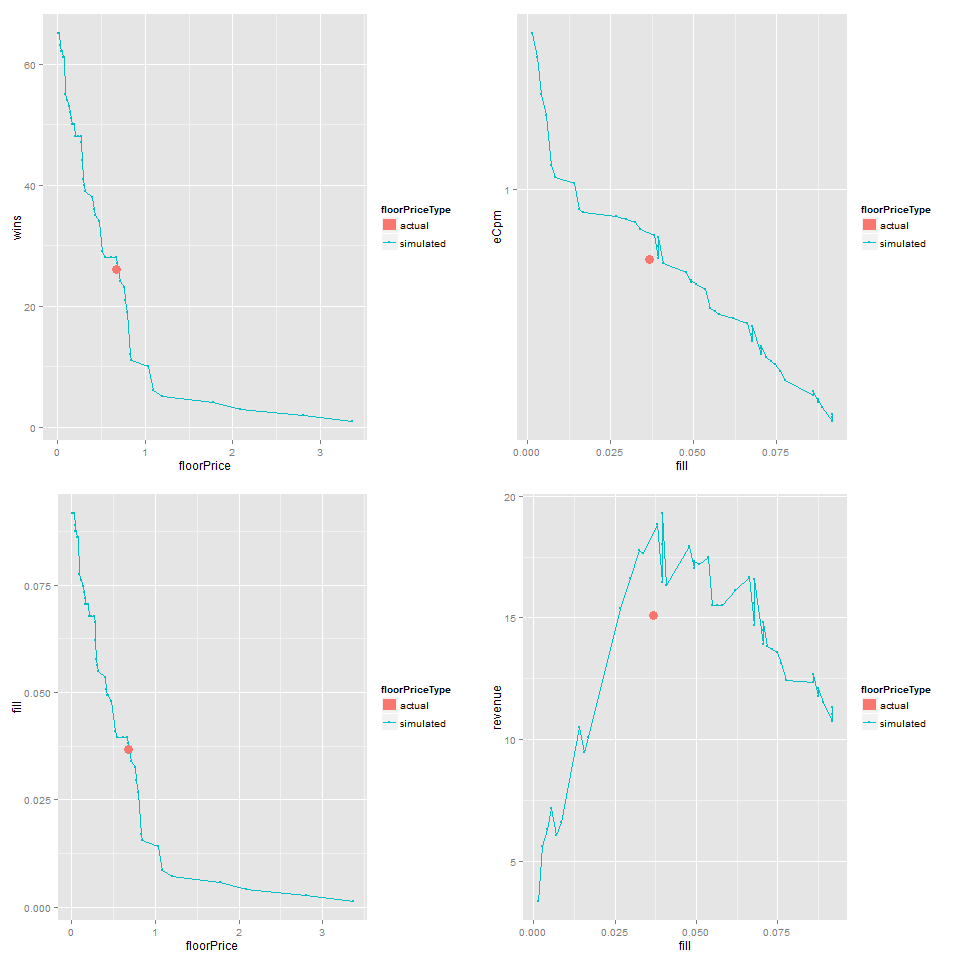 wins
60
40
20
0
0 1 2 3
floorPrice
floorPriceType
actual
simulated
eCpm
1
0.000 0.025 0.050 0.075
fill
floorPriceType
actual
simulated
fill
0.075
0.050
0.025
0.000
0 1 2 3
floorPrice
floorPriceType
actual
simulated
revenue
20
15
10
5
0.000 0.025 0.050 0.075
fill
floorPriceType
actual
simulated